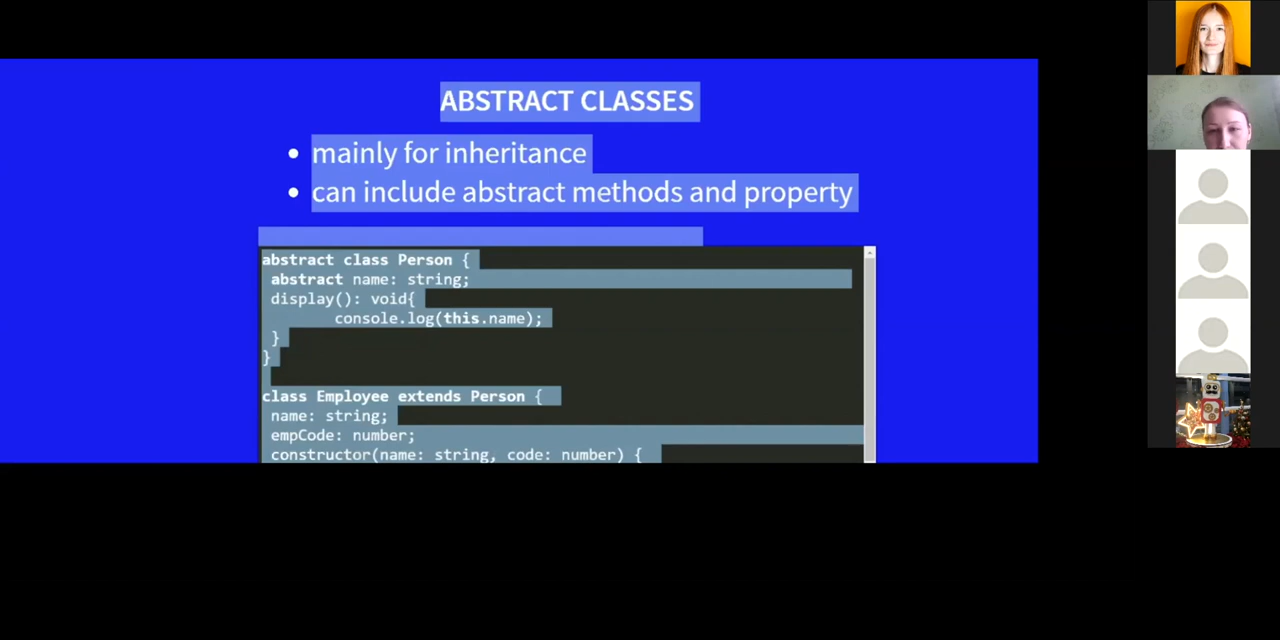 ABSTRACT CLASSES
mainly for inheritance
can include abstract methods and property
abstract class Person {
abstract name: string;
display(): void{
console.log(this.name);
}
}
class Employee extends Person {
name: string;
empCode: number;
constructor(name: string, code: number) {